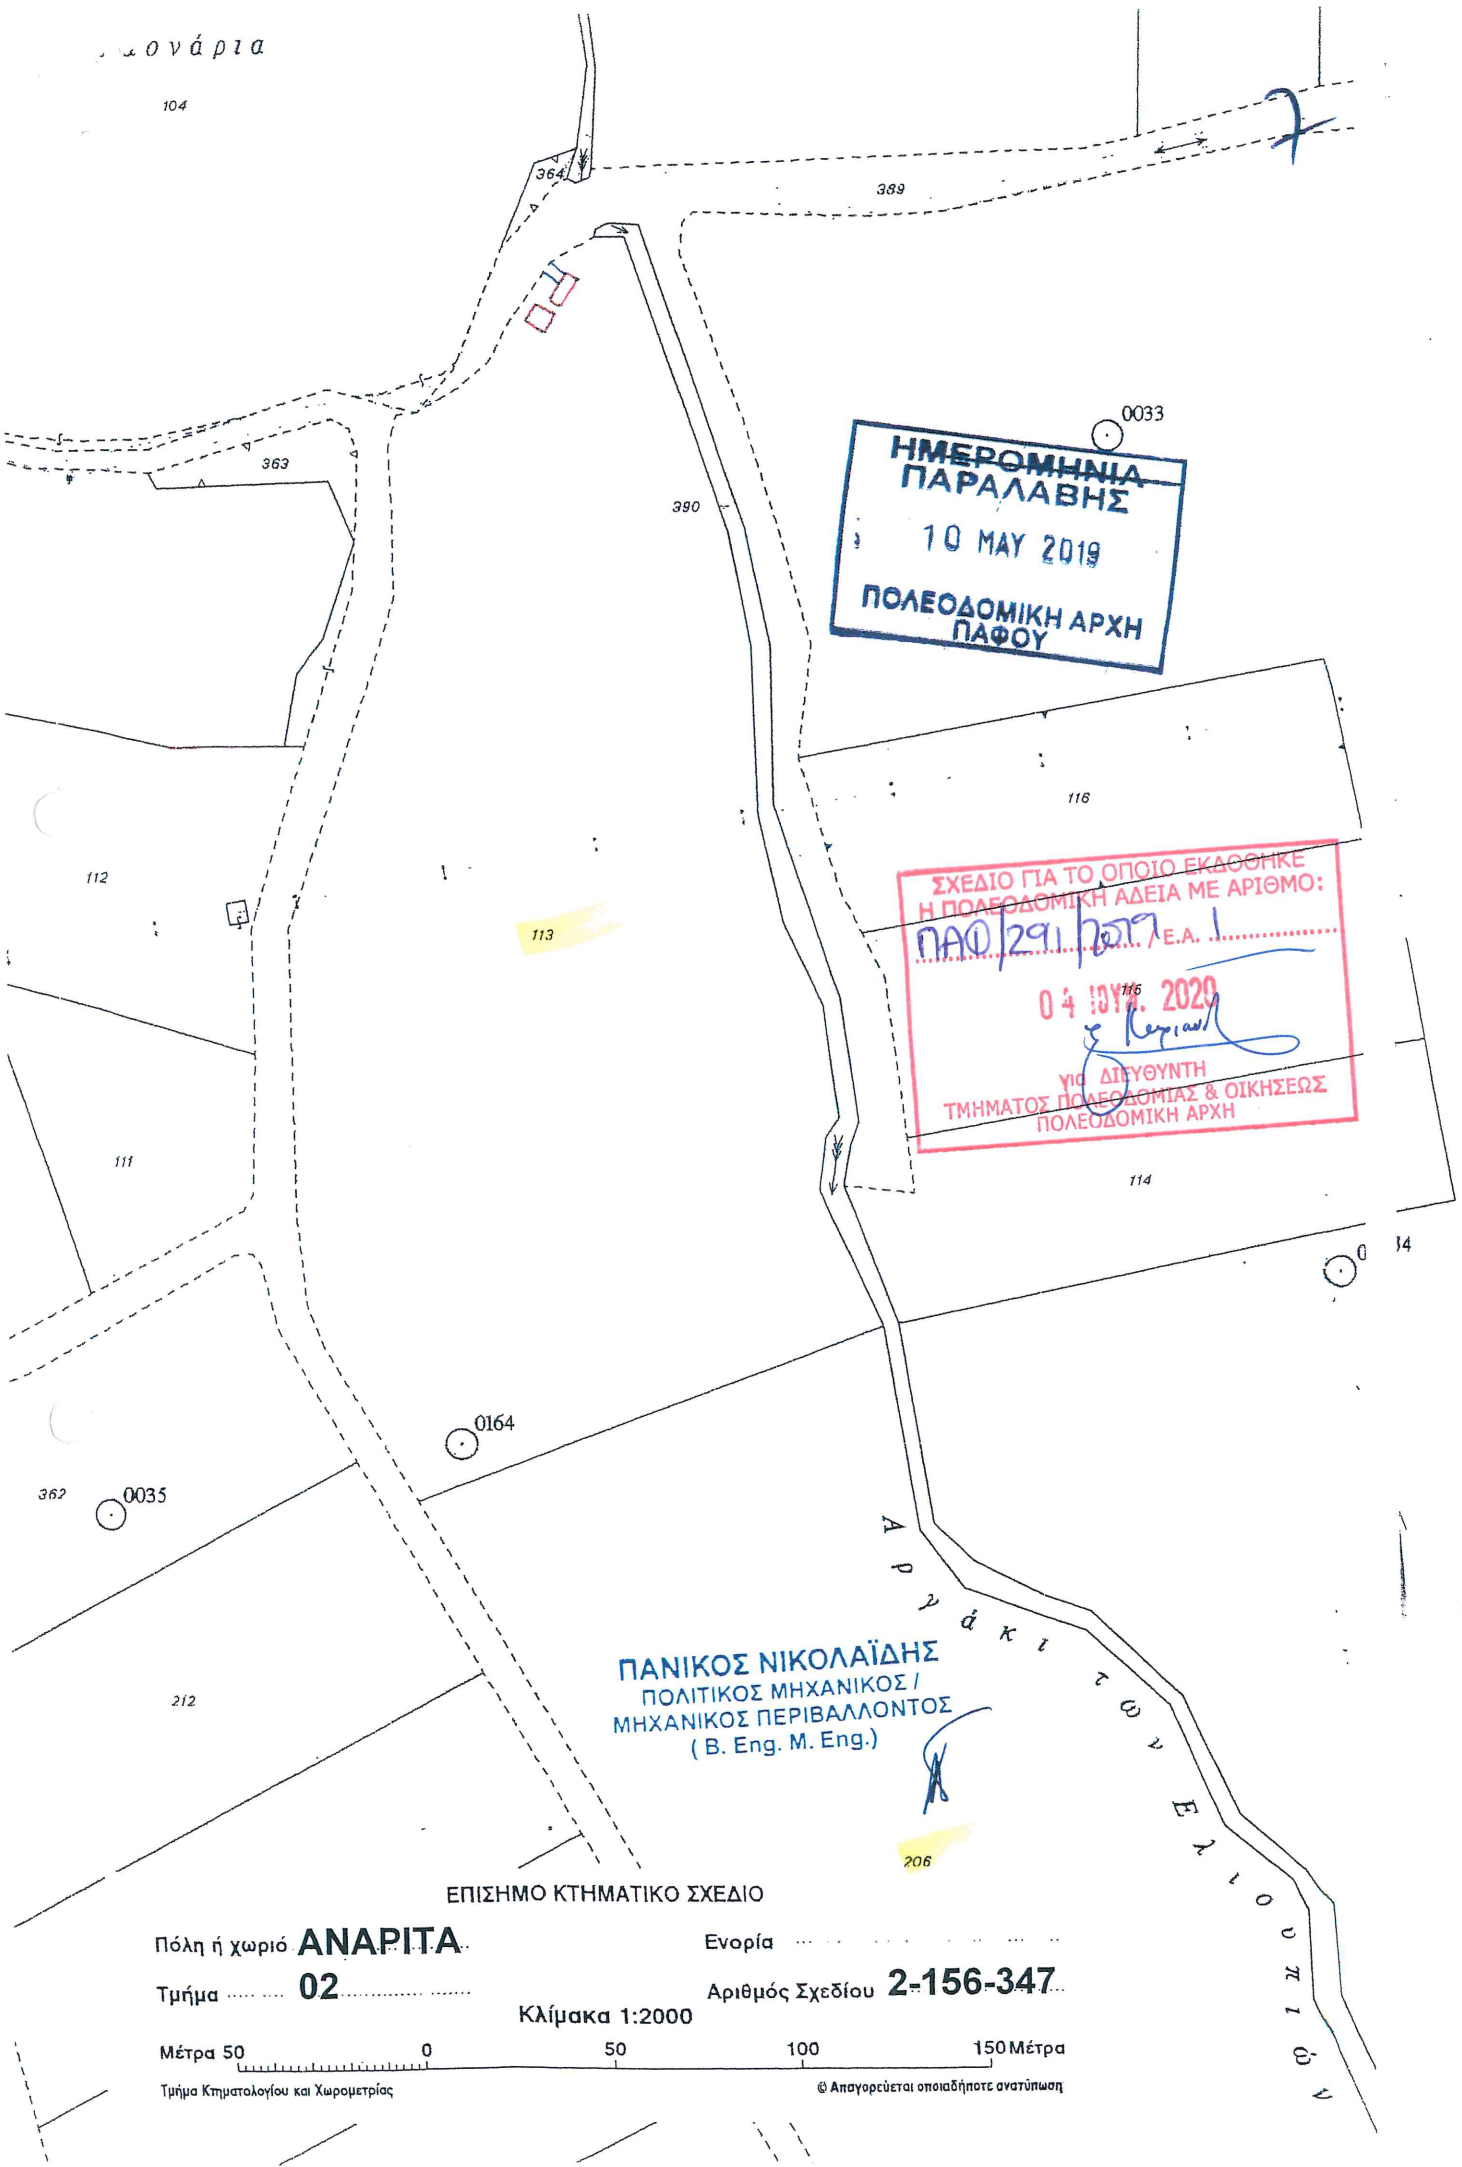 104
364
389
0033
ΗΜΕΡΟΜΗΝΙΑ
ΠΑΡΑΛΑΒΗΣ
10 MAY 2019
ΠΟΛΕΟΔΟΜΙΚΗ ΑΡΧΗ
ΠΑΦΟΥ
363
390
116
112
113
ΣΧΕΔΙΟ ΓΙΑ ΤΟ ΟΠΟΙΟ ΕΚΔΟΘΗΚΕ
Η ΠΟΛΕΟΔΟΜΙΚΗ ΑΔΕΙΑ ΜΕ ΑΡΙΘΜΟ:
ΠΑΦ/291/2019 / Ε.Α. 1
115
04 ΙΟΥΝ. 2020
για ΔΙΕΥΘΥΝΤΗ
ΤΜΗΜΑΤΟΣ ΠΟΛΕΟΔΟΜΙΑΣ & ΟΙΚΗΣΕΩΣ
ΠΟΛΕΟΔΟΜΙΚΗ ΑΡΧΗ
111
114
0164
362
0035
Αργάκι των Ελιουπιών
212
ΠΑΝΙΚΟΣ ΝΙΚΟΛΑΪΔΗΣ
ΠΟΛΙΤΙΚΟΣ ΜΗΧΑΝΙΚΟΣ /
ΜΗΧΑΝΙΚΟΣ ΠΕΡΙΒΑΛΛΟΝΤΟΣ
( B. Eng. M. Eng.)
206
ΕΠΙΣΗΜΟ ΚΤΗΜΑΤΙΚΟ ΣΧΕΔΙΟ
Πόλη ή χωριό ΑΝΑΡΙΤΑ Ενορία
Τμήμα 02 Αριθμός Σχεδίου 2-156-347
Κλίμακα 1:2000
Μέτρα 50 0 50 100 150 Μέτρα
Τμήμα Κτηματολογίου και Χωρομετρίας © Απαγορεύεται οποιαδήποτε ανατύπωση